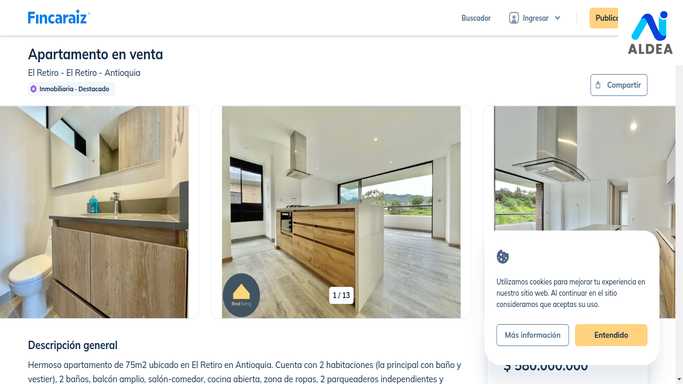 Fincaraiz
Buscador
Ingresar
Publica
ALDEA
Apartamento en venta
El Retiro - El Retiro - Antioquia
Inmobiliaria - Destacado
Compartir
1 / 13
Utilizamos cookies para mejorar tu experiencia en
nuestro sitio web. Al continuar en el sitio
consideramos que aceptas su uso.
Más información
Entendido
$ 580.000.000
Descripción general
Hermoso apartamento de 75m2 ubicado en El Retiro en Antioquia. Cuenta con 2 habitaciones (la principal con baño y
vestier), 2 baños, balcón amplio, salón-comedor, cocina abierta, zona de ropas, 2 parqueaderos independientes y